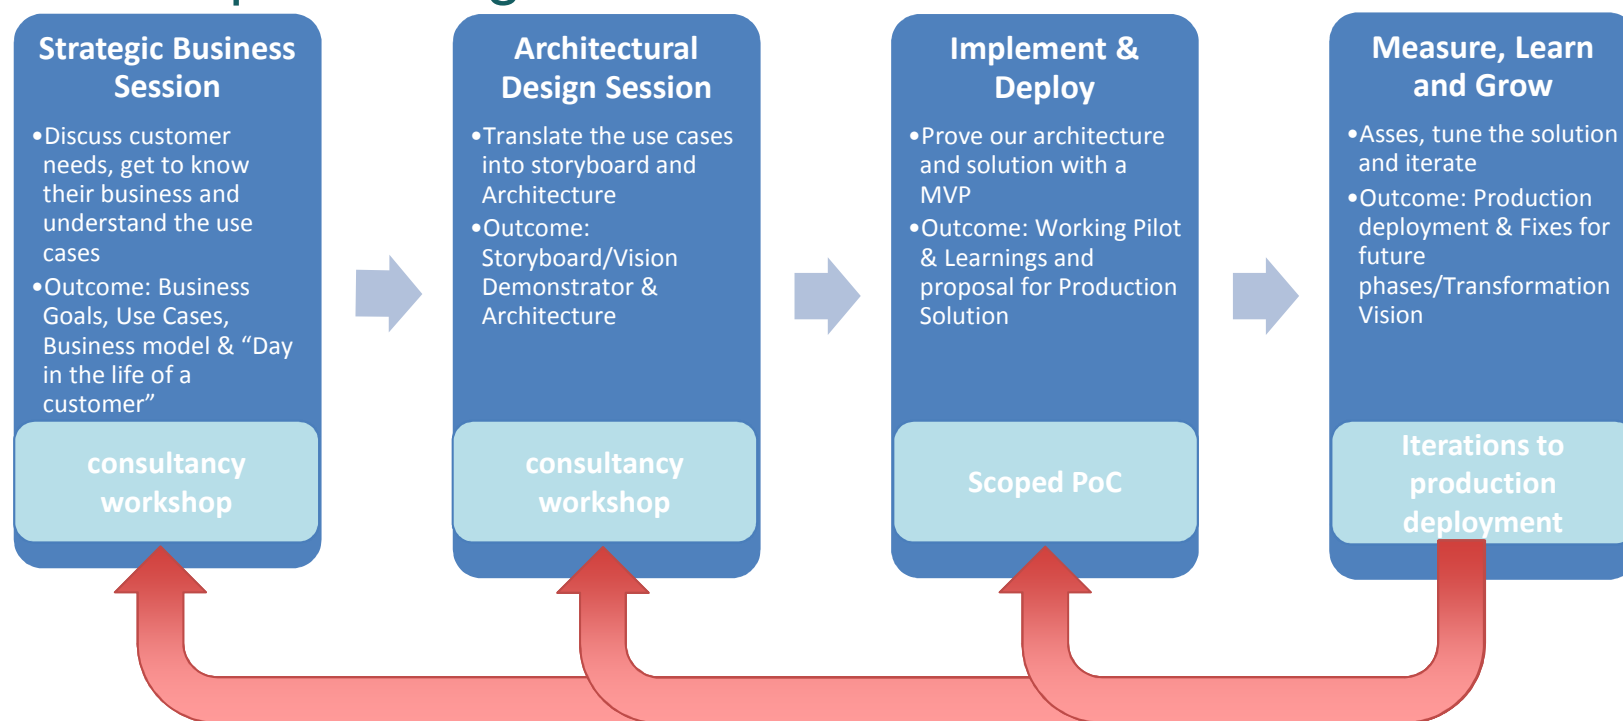 Strategic Business
Session
•Discuss customer
needs, get to know
their business and
understand the use
cases
•Outcome: Business
Goals, Use Cases,
Business model & “Day
in the life of a
customer”
consultancy
workshop
Architectural
Design Session
•Translate the use cases
into storyboard and
Architecture
•Outcome:
Storyboard/Vision
Demonstrator &
Architecture
consultancy
workshop
Implement &
Deploy
•Prove our architecture
and solution with a
MVP
•Outcome: Working Pilot
& Learnings and
proposal for Production
Solution
Scoped PoC
Measure, Learn
and Grow
•Asses, tune the solution
and iterate
•Outcome: Production
deployment & Fixes for
future
phases/Transformation
Vision
Iterations to
production
deployment